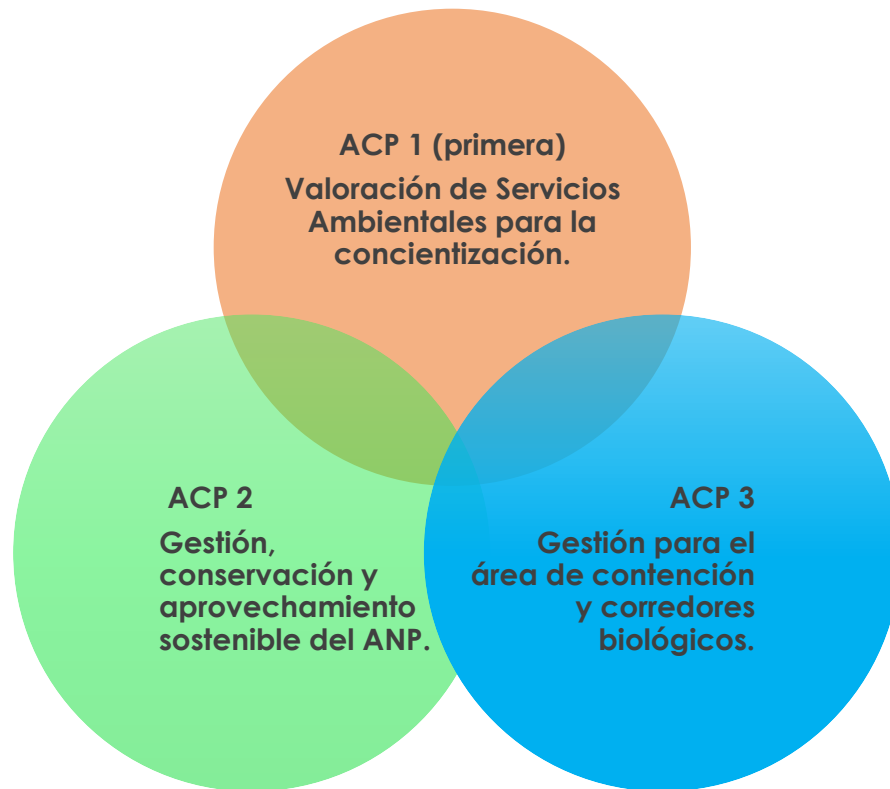 ACP 1 (primera)
Valoración de Servicios
Ambientales para la
concientización.
ACP 2
Gestión,
conservación y
aprovechamiento
sostenible del ANP.
ACP 3
Gestión para el
área de contención
y corredores
biológicos.